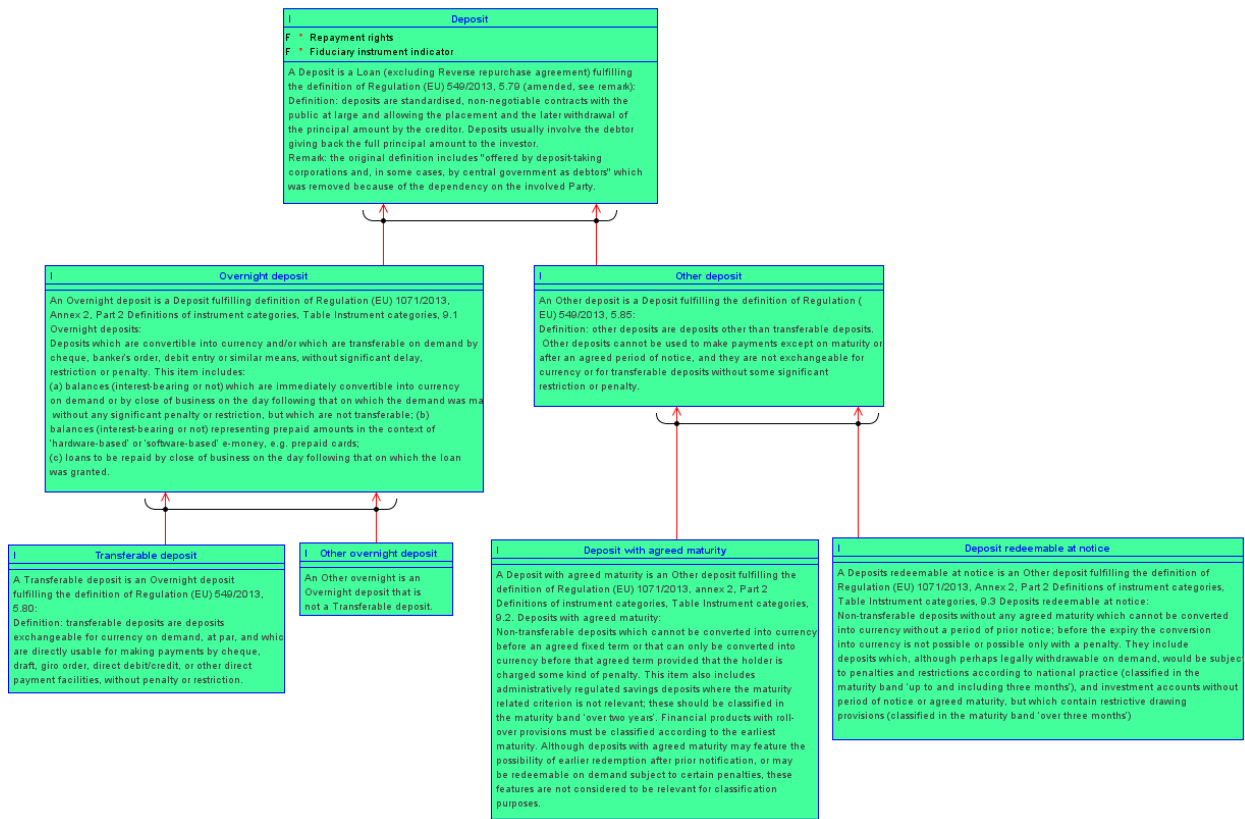 I Deposit
F * Repayment rights
F * Fiduciary instrument indicator
A Deposit is a Loan (excluding Reverse repurchase agreement) fulfilling
the definition of Regulation (EU) 549/2013, 5.79 (amended, see remark):
Definition: deposits are standardised, non-negotiable contracts with the
public at large and allowing the placement and the later withdrawal of
the principal amount by the creditor. Deposits usually involve the debtor
giving back the full principal amount to the investor.
Remark: the original definition includes "offered by deposit-taking
corporations and, in some cases, by central government as debtors" which
was removed because of the dependency on the involved Party.
I Overnight deposit
An Overnight deposit is a Deposit fulfilling definition of Regulation (EU) 1071/2013,
Annex 2, Part 2 Definitions of instrument categories, Table Instrument categories, 9.1
Overnight deposits:
Deposits which are convertible into currency and/or which are transferable on demand by
cheque, banker's order, debit entry or similar means, without significant delay,
restriction or penalty. This item includes:
(a) balances (interest-bearing or not) which are immediately convertible into currency
on demand or by close of business on the day following that on which the demand was ma
without any significant penalty or restriction, but which are not transferable; (b)
balances (interest-bearing or not) representing prepaid amounts in the context of
'hardware-based' or 'software-based' e-money, e.g. prepaid cards;
(c) loans to be repaid by close of business on the day following that on which the loan
was granted.
I Other deposit
An Other deposit is a Deposit fulfilling the definition of Regulation (
EU) 549/2013, 5.85:
Definition: other deposits are deposits other than transferable deposits.
Other deposits cannot be used to make payments except on maturity or
after an agreed period of notice, and they are not exchangeable for
currency or for transferable deposits without some significant
restriction or penalty.
I Transferable deposit
A Transferable deposit is an Overnight deposit
fulfilling the definition of Regulation (EU) 549/2013,
5.80:
Definition: transferable deposits are deposits
exchangeable for currency on demand, at par, and whic
are directly usable for making payments by cheque,
draft, giro order, direct debit/credit, or other direct
payment facilities, without penalty or restriction.
I Other overnight deposit
An Other overnight is an
Overnight deposit that is
not a Transferable deposit.
I Deposit with agreed maturity
A Deposit with agreed maturity is an Other deposit fulfilling the
definition of Regulation (EU) 1071/2013, annex 2, Part 2
Definitions of instrument categories, Table Instrument categories,
9.2. Deposits with agreed maturity:
Non-transferable deposits which cannot be converted into currency
before an agreed fixed term or that can only be converted into
currency before that agreed term provided that the holder is
charged some kind of penalty. This item also includes
administratively regulated savings deposits where the maturity
related criterion is not relevant; these should be classified in
the maturity band 'over two years'. Financial products with roll-
over provisions must be classified according to the earliest
maturity. Although deposits with agreed maturity may feature the
possibility of earlier redemption after prior notification, or may
be redeemable on demand subject to certain penalties, these
features are not considered to be relevant for classification
purposes.
I Deposit redeemable at notice
A Deposits redeemable at notice is an Other deposit fulfilling the definition of
Regulation (EU) 1071/2013, Annex 2, Part 2 Definitions of instrument categories,
Table Intstrument categories, 9.3 Deposits redeemable at notice:
Non-transferable deposits without any agreed maturity which cannot be converted
into currency without a period of prior notice; before the expiry the conversion
into currency is not possible or possible only with a penalty. They include
deposits which, although perhaps legally withdrawable on demand, would be subjec
to penalties and restrictions according to national practice (classified in the
maturity band 'up to and including three months'), and investment accounts without
period of notice or agreed maturity, but which contain restrictive drawing
provisions (classified in the maturity band 'over three months')